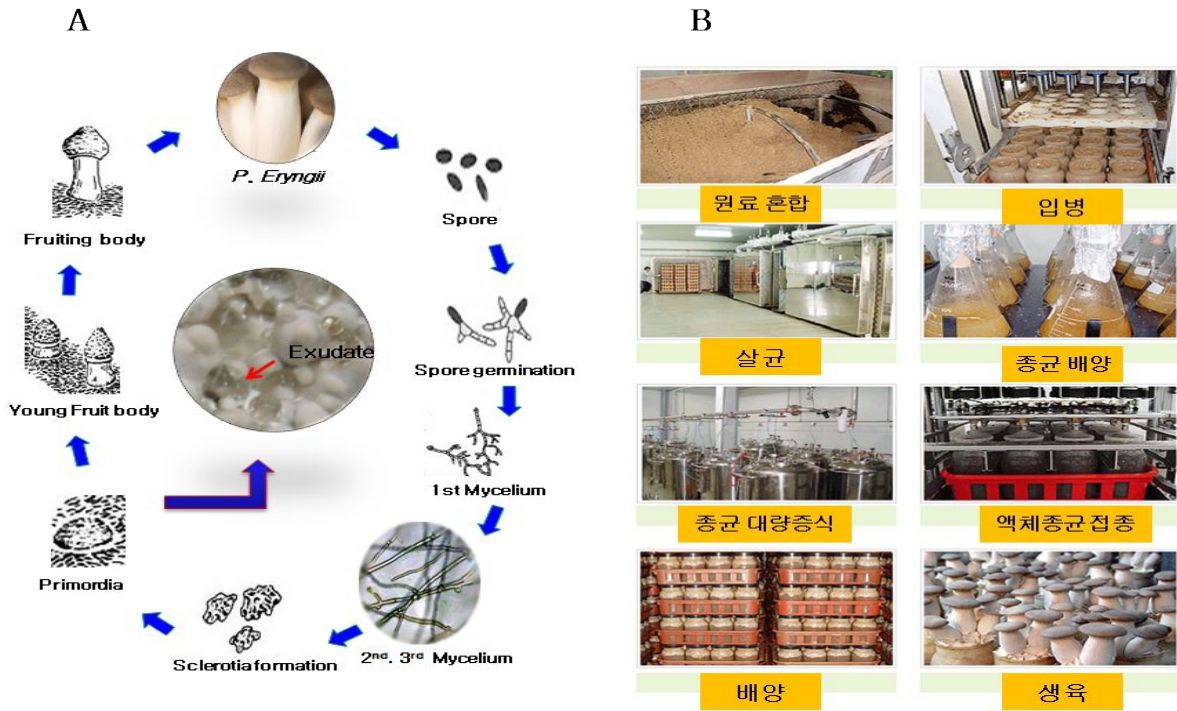 A
P. Eryngii
Spore
Spore germination
1st Mycelium
2nd. 3rd Mycelium
Sclerotia formation
Primordia
Young Fruit body
Fruiting body
Exudate
B
원료 혼합
입병
살균
종균 배양
종균 대량증식
액체종균접종
배양
생육